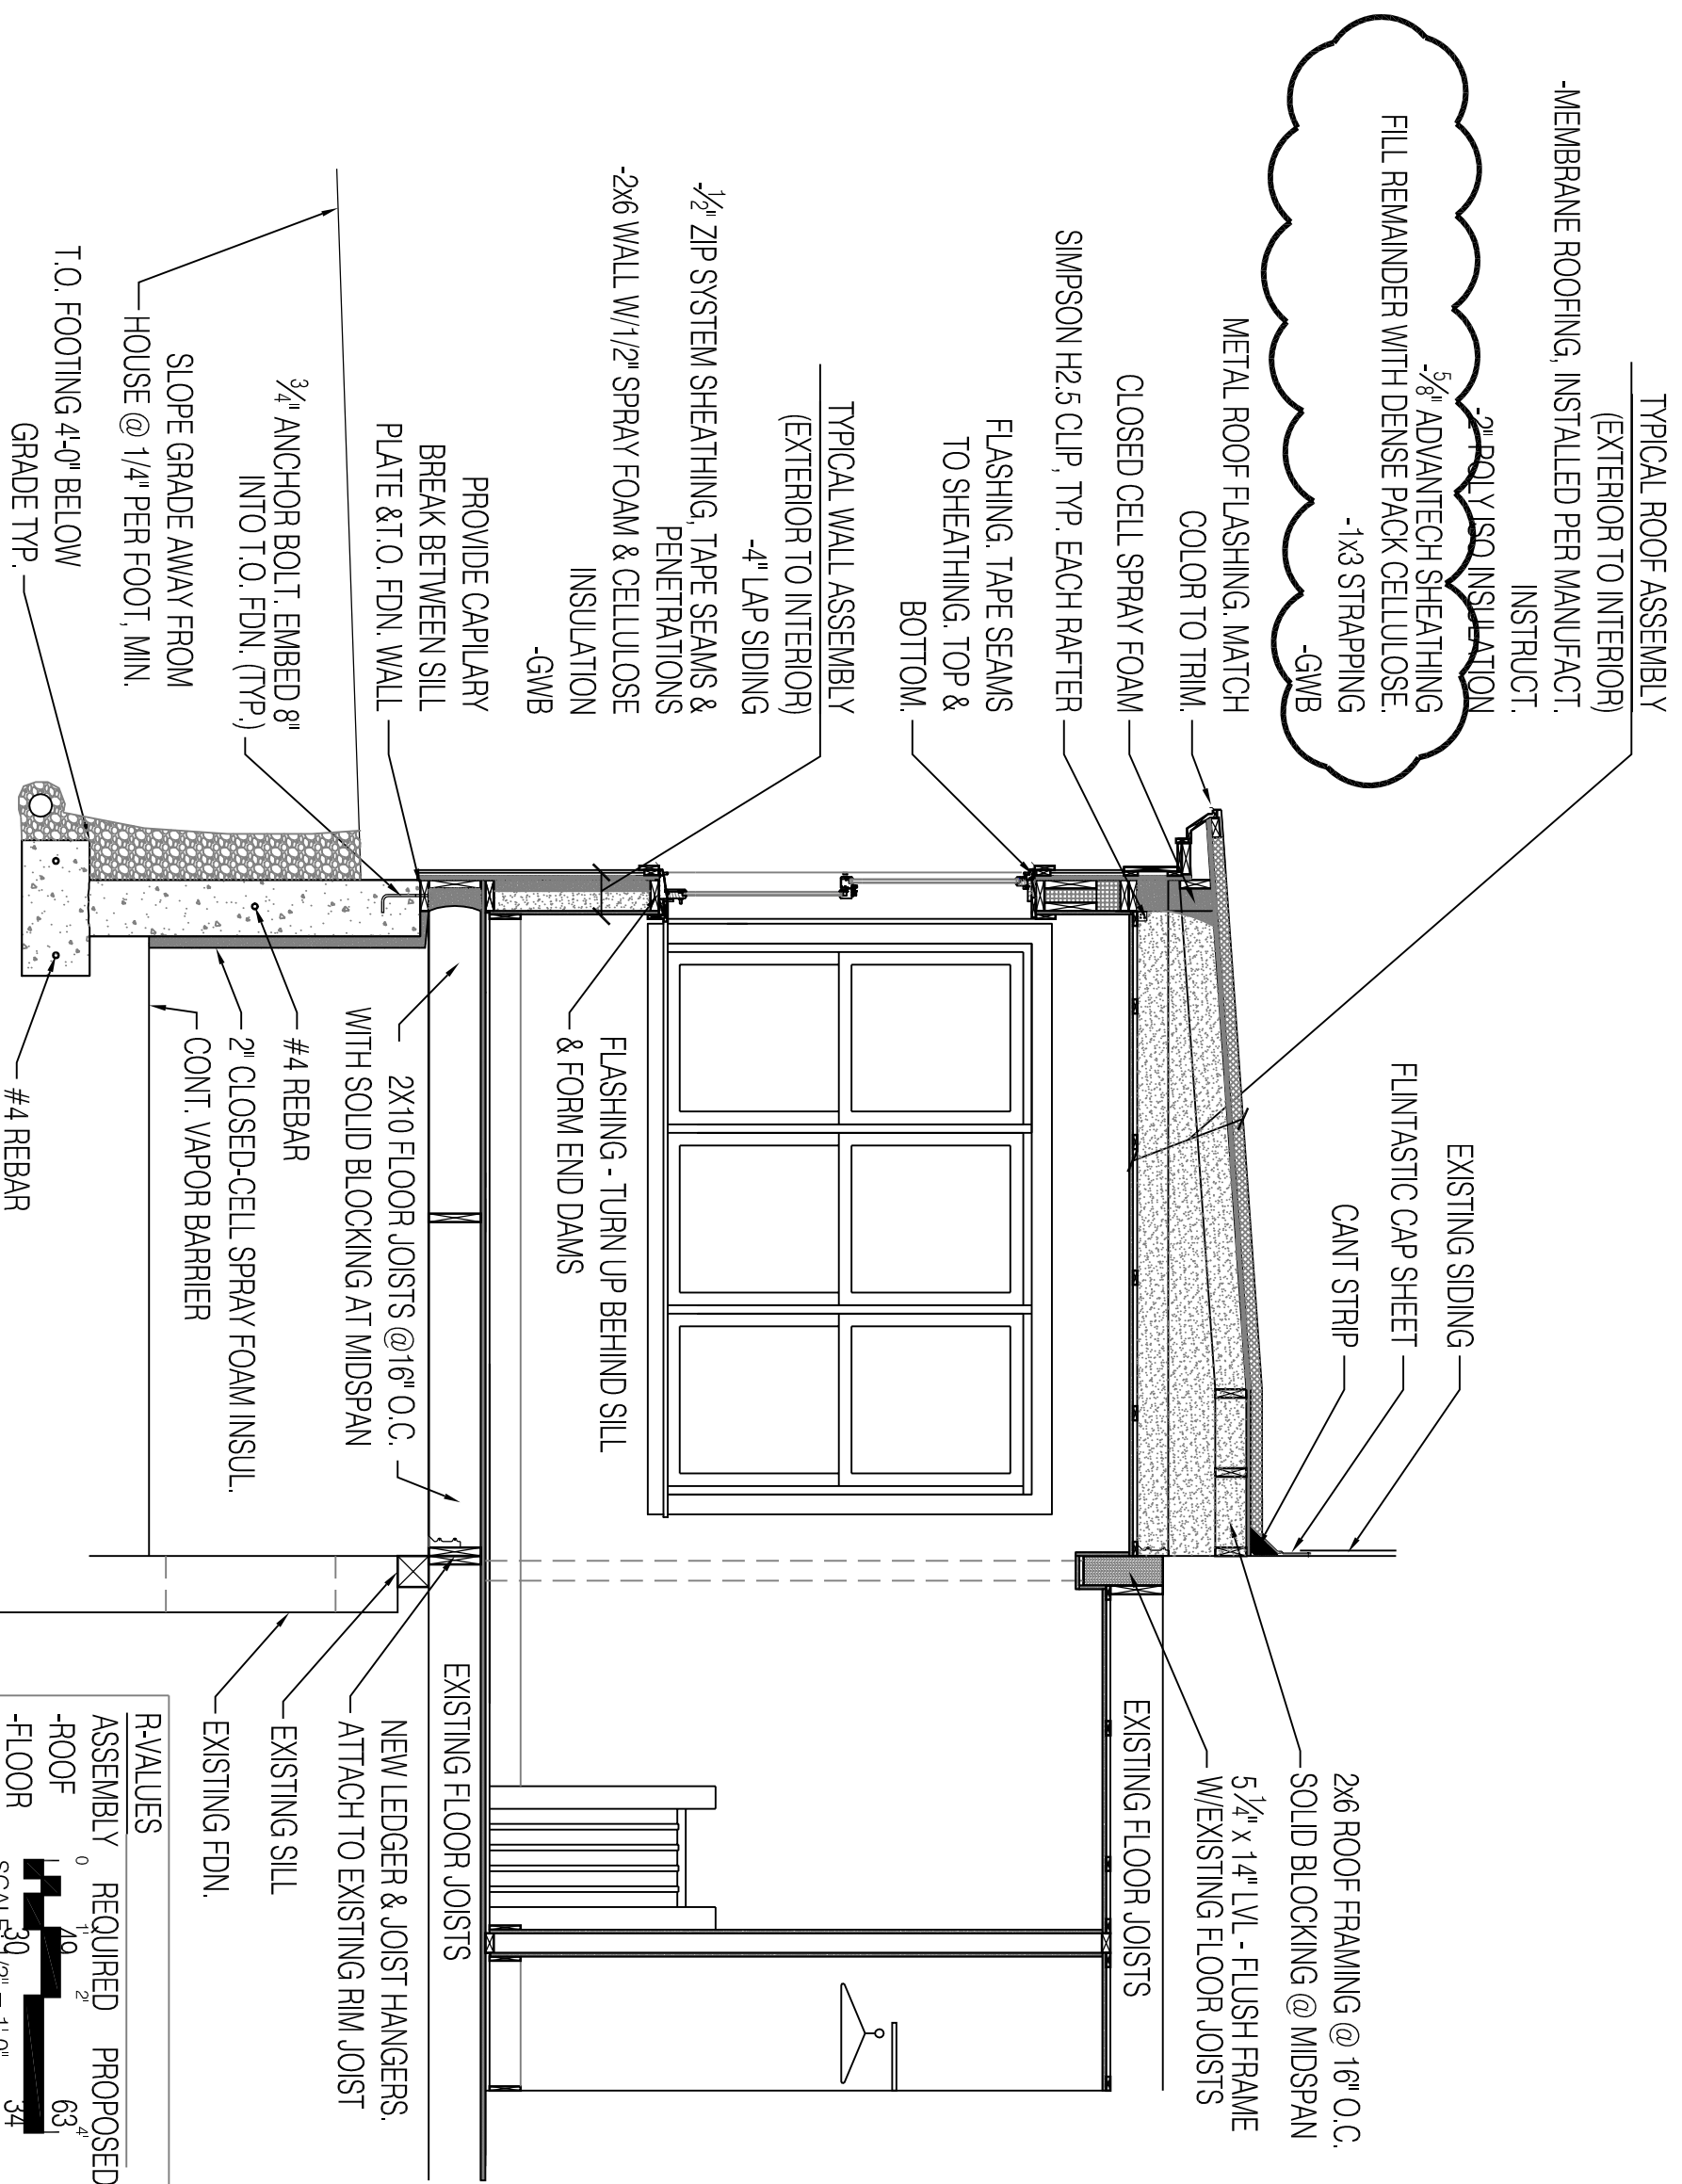 TYPICAL ROOF ASSEMBLY
(EXTERIOR TO INTERIOR)
-MEMBRANE ROOFING, INSTALLED PER MANUFACT.
INSTRUCT.
-2" POLY ISO INSULATION
-5/8" ADVANTECH SHEATHING
FILL REMAINDER WITH DENSE PACK CELLULOSE.
-1x3 STRAPPING
-GWB
METAL ROOF FLASHING. MATCH
COLOR TO TRIM.
CLOSED CELL SPRAY FOAM
SIMPSON H2.5 CLIP, TYP. EACH RAFTER
FLASHING. TAPE SEAMS
TO SHEATHING. TOP &
BOTTOM.
TYPICAL WALL ASSEMBLY
(EXTERIOR TO INTERIOR)
-4" LAP SIDING
-1/2" ZIP SYSTEM SHEATHING, TAPE SEAMS &
PENETRATIONS
-2x6 WALL W/1/2" SPRAY FOAM & CELLULOSE
INSULATION
-GWB
PROVIDE CAPILARY
BREAK BETWEEN SILL
PLATE &T.O. FDN. WALL
3/4" ANCHOR BOLT. EMBED 8"
INTO T.O. FDN. (TYP.)
SLOPE GRADE AWAY FROM
HOUSE @ 1/4" PER FOOT, MIN.
T.O. FOOTING 4'-0" BELOW
GRADE TYP.
EXISTING SIDING
FLINTASTIC CAP SHEET
CANT STRIP
FLASHING - TURN UP BEHIND SILL
& FORM END DAMS
2X10 FLOOR JOISTS @16" O.C.
WITH SOLID BLOCKING AT MIDSPAN
#4 REBAR
2" CLOSED-CELL SPRAY FOAM INSUL.
CONT. VAPOR BARRIER
#4 REBAR
2x6 ROOF FRAMING @ 16" O.C.
SOLID BLOCKING @ MIDSPAN
5 1/4" x 14" LVL - FLUSH FRAME
W/EXISTING FLOOR JOISTS
EXISTING FLOOR JOISTS
EXISTING FLOOR JOISTS
NEW LEDGER & JOIST HANGERS.
ATTACH TO EXISTING RIM JOIST
EXISTING SILL
EXISTING FDN.
R-VALUES
ASSEMBLY REQUIRED PROPOSED
-ROOF 49 63
-FLOOR 30 34
0 1' 2' 4'